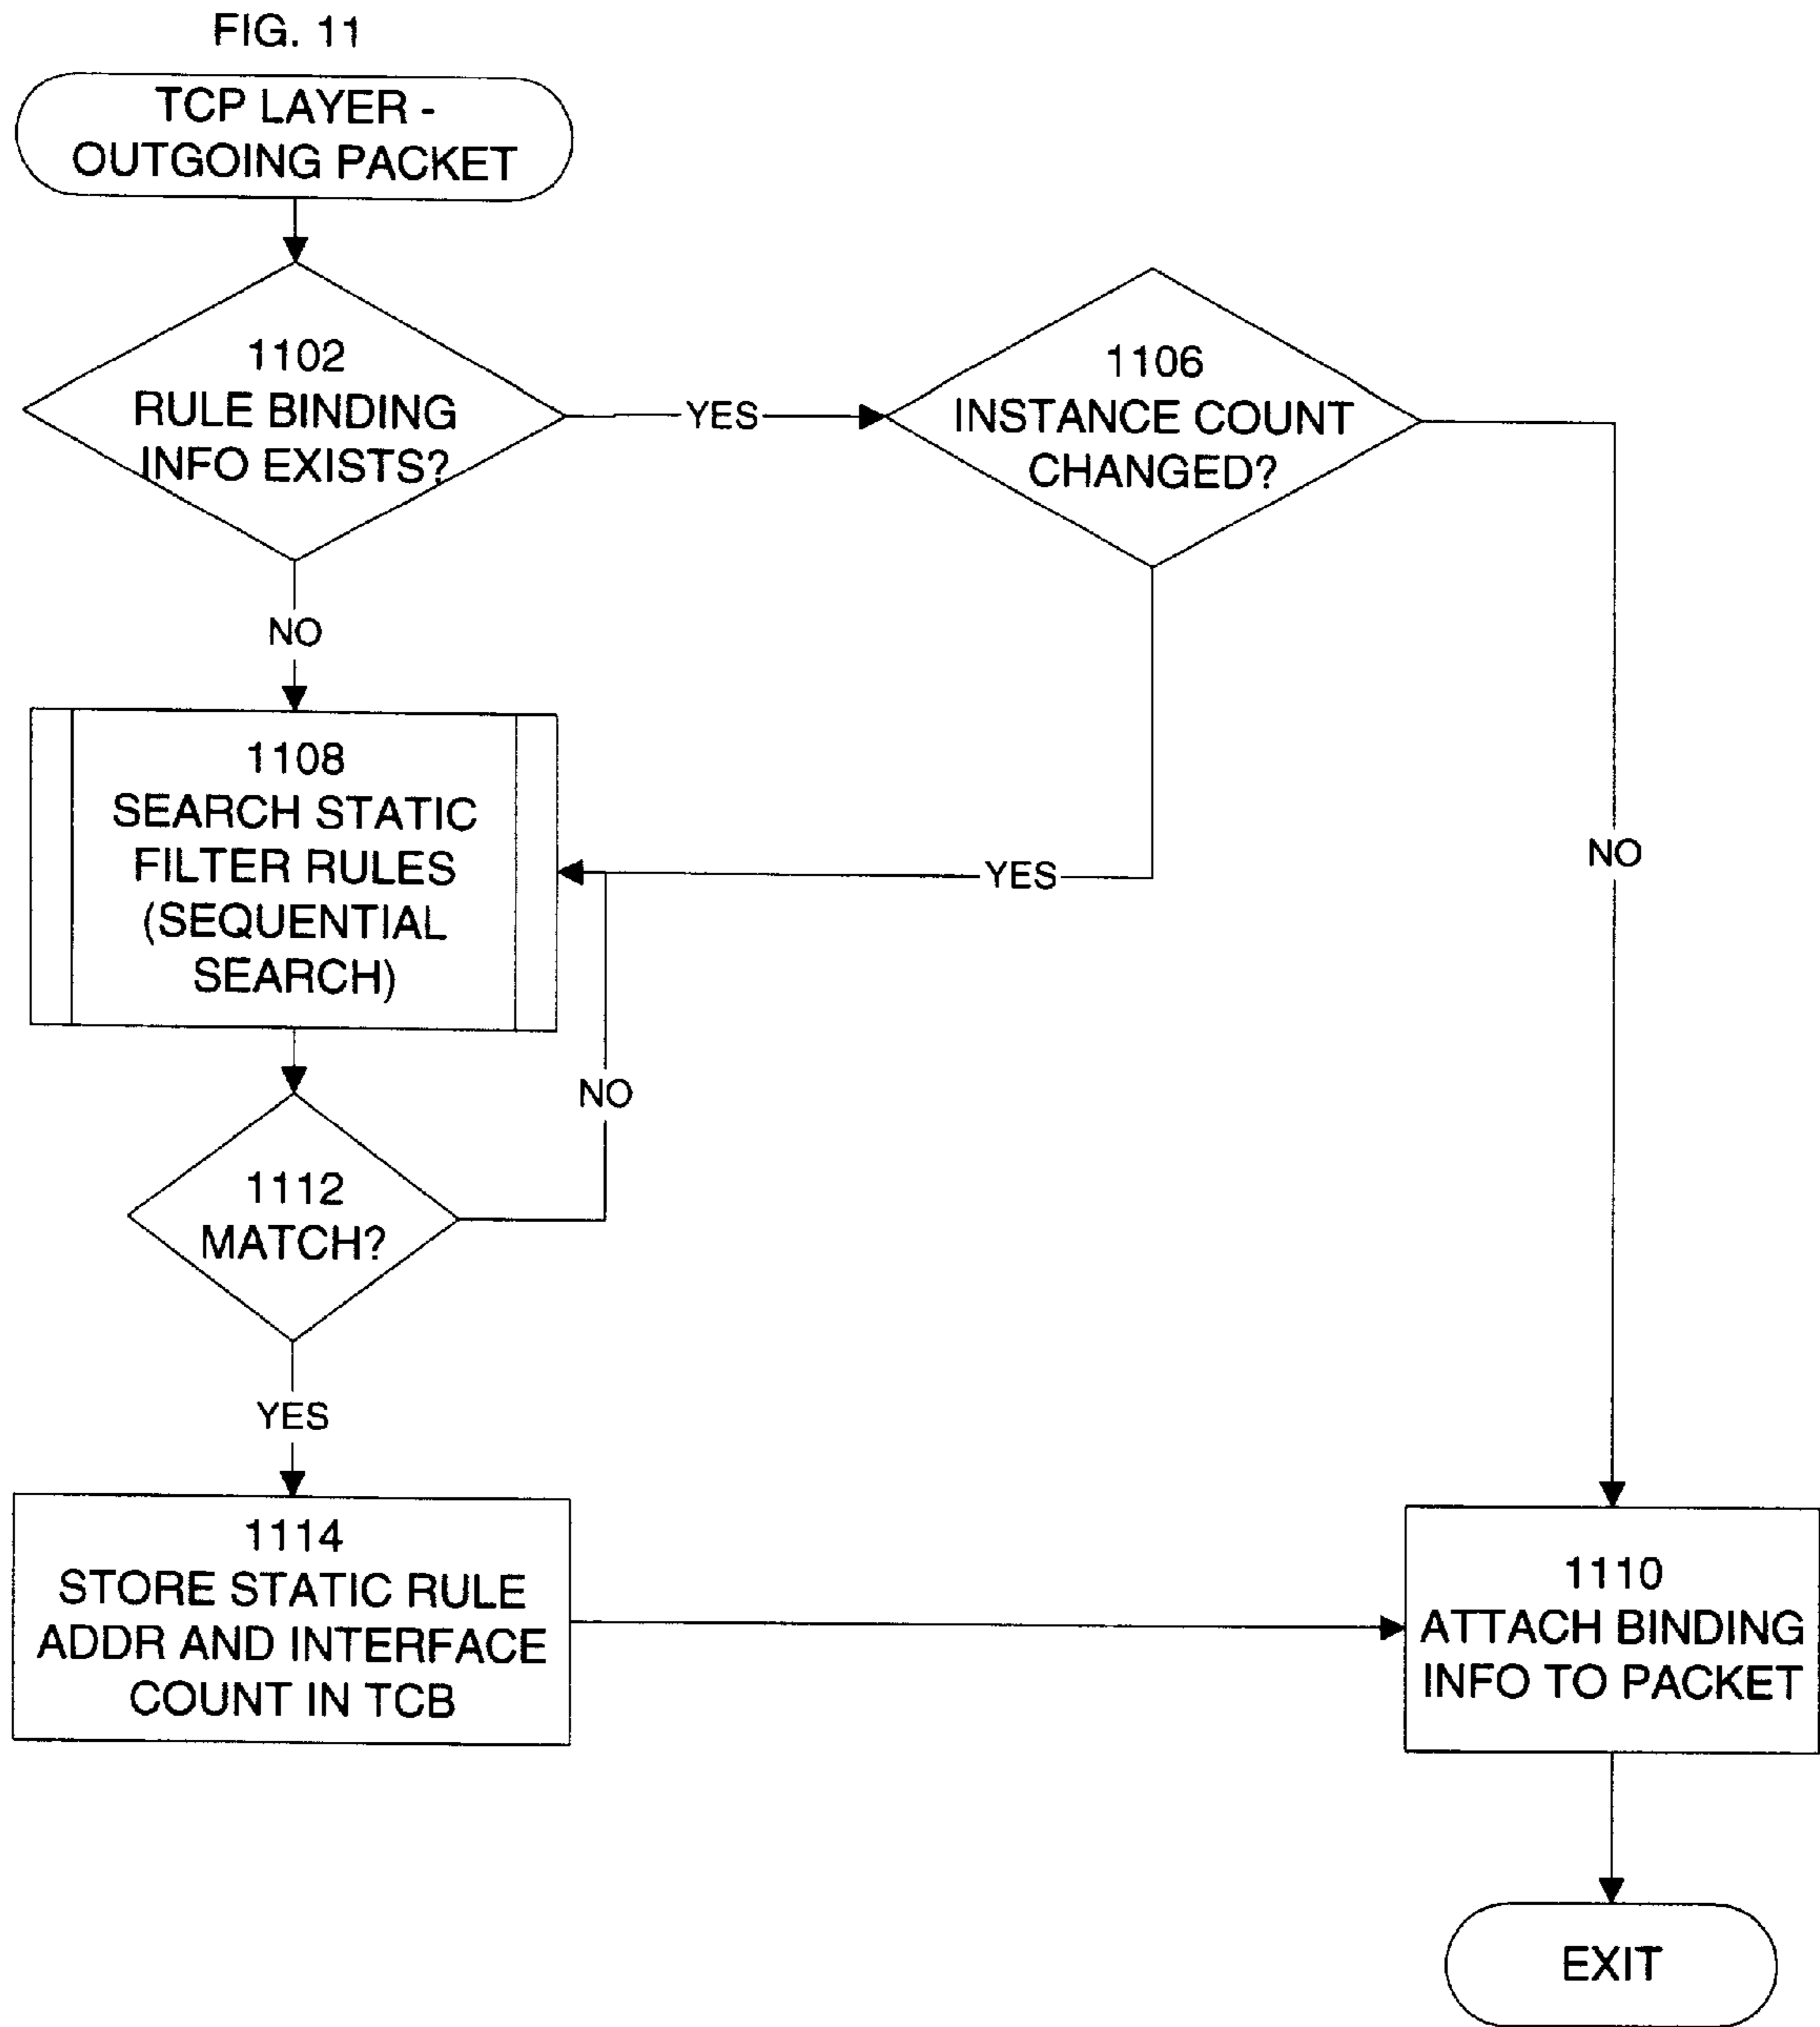 FIG. 11
TCP LAYER -
OUTGOING PACKET
1102
RULE BINDING
INFO EXISTS?
YES
1106
INSTANCE COUNT
CHANGED?
NO
1108
SEARCH STATIC
FILTER RULES
(SEQUENTIAL
SEARCH)
YES
NO
NO
1112
MATCH?
YES
1114
STORE STATIC RULE
ADDR AND INTERFACE
COUNT IN TCB
1110
ATTACH BINDING
INFO TO PACKET
EXIT